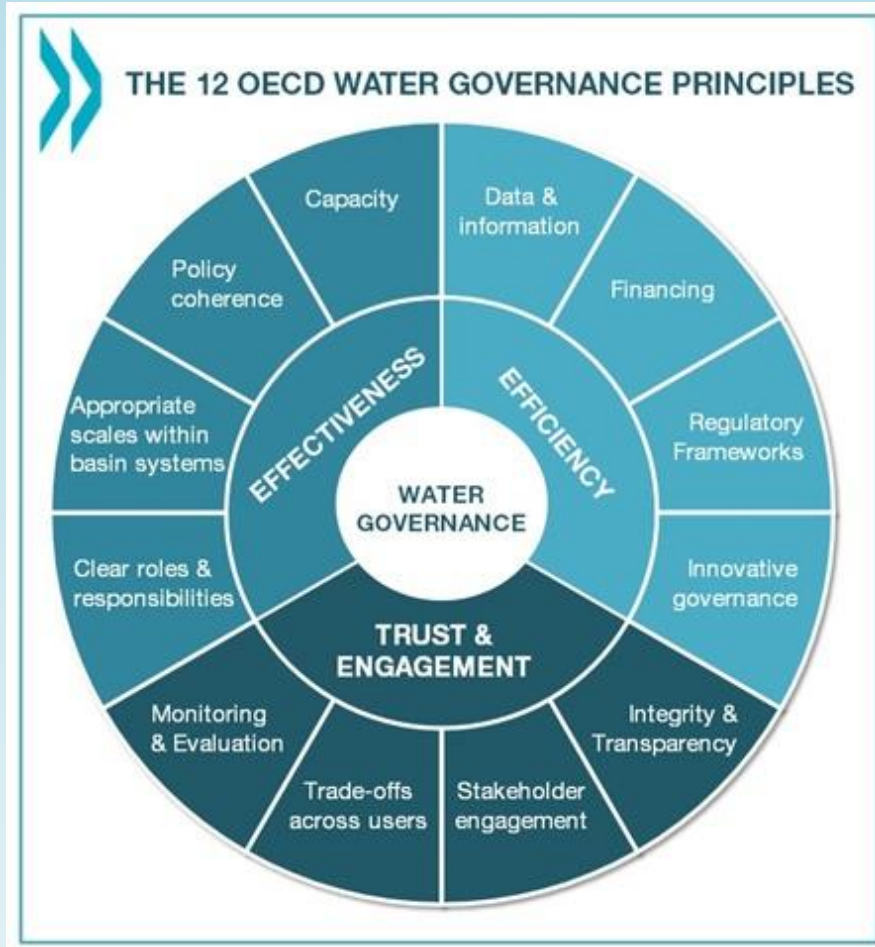 THE 12 OECD WATER GOVERNANCE PRINCIPLES
Capacity
Data &
information
Policy
coherence
Financing
Appropriate
scales within
basin systems
EFFECTIVENESS
EFFICIENCY
Regulatory
Frameworks
WATER
GOVERNANCE
Clear roles &
responsibilities
Innovative
governance
TRUST &
ENGAGEMENT
Monitoring
& Evaluation
Integrity &
Transparency
Trade-offs
across users
Stakeholder
engagement